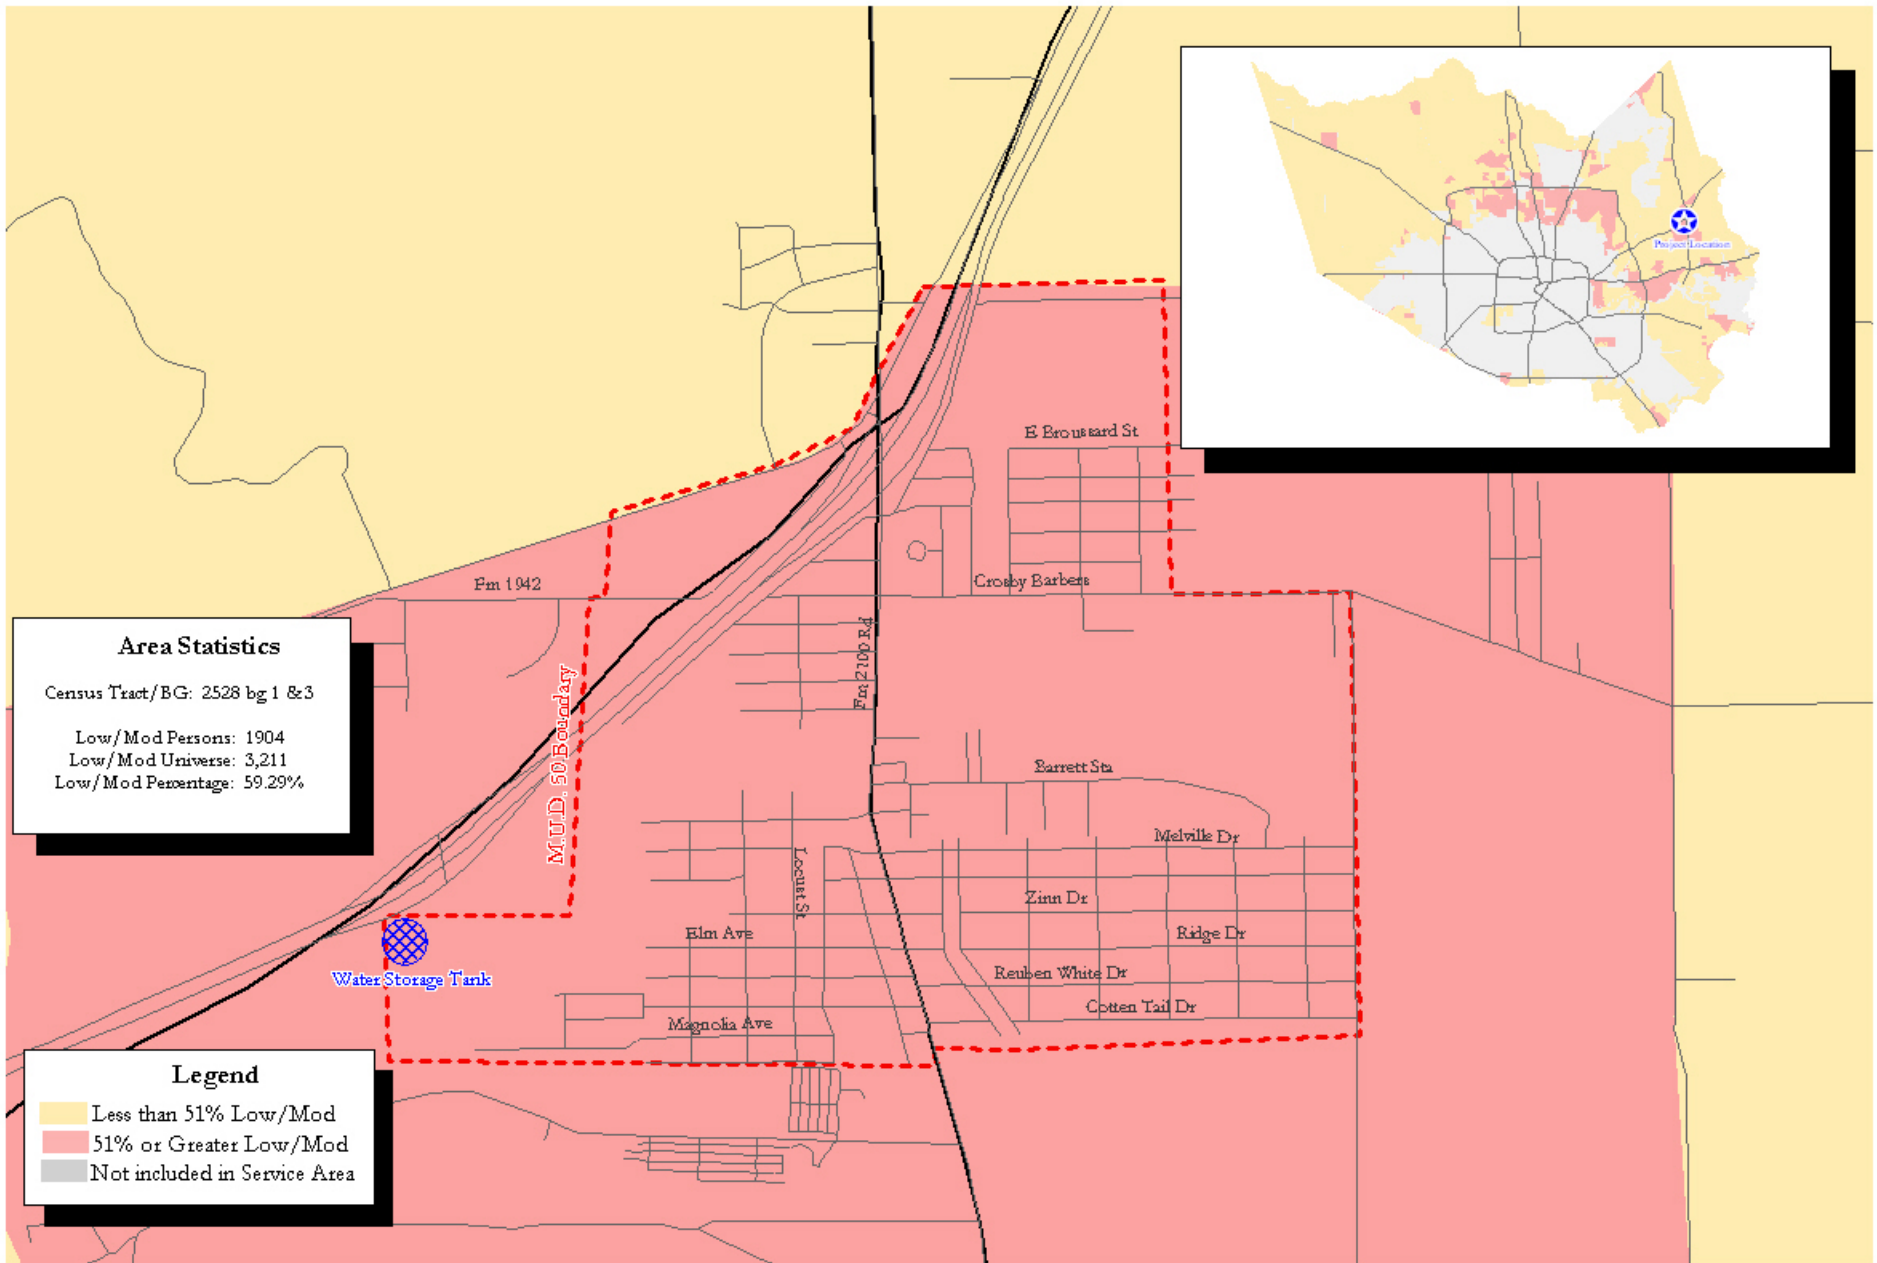 Project Location
E Broussard St
Fm 1942
Crosby Barbers
Area Statistics
Census Tract/BG: 2528 bg 1 &3
Low/Mod Persons: 1904
Low/Mod Universe: 3,211
Low/Mod Percentage: 59.29%
Fm 2100 Rd
M.U.D. 50 Boundary
Barrett Sta
Melville Dr
Locust St
Zinn Dr
Elm Ave
Ridge Dr
Water Storage Tank
Reuben White Dr
Cotten Tail Dr
Magnolia Ave
Legend
Less than 51% Low/Mod
51% or Greater Low/Mod
Not included in Service Area